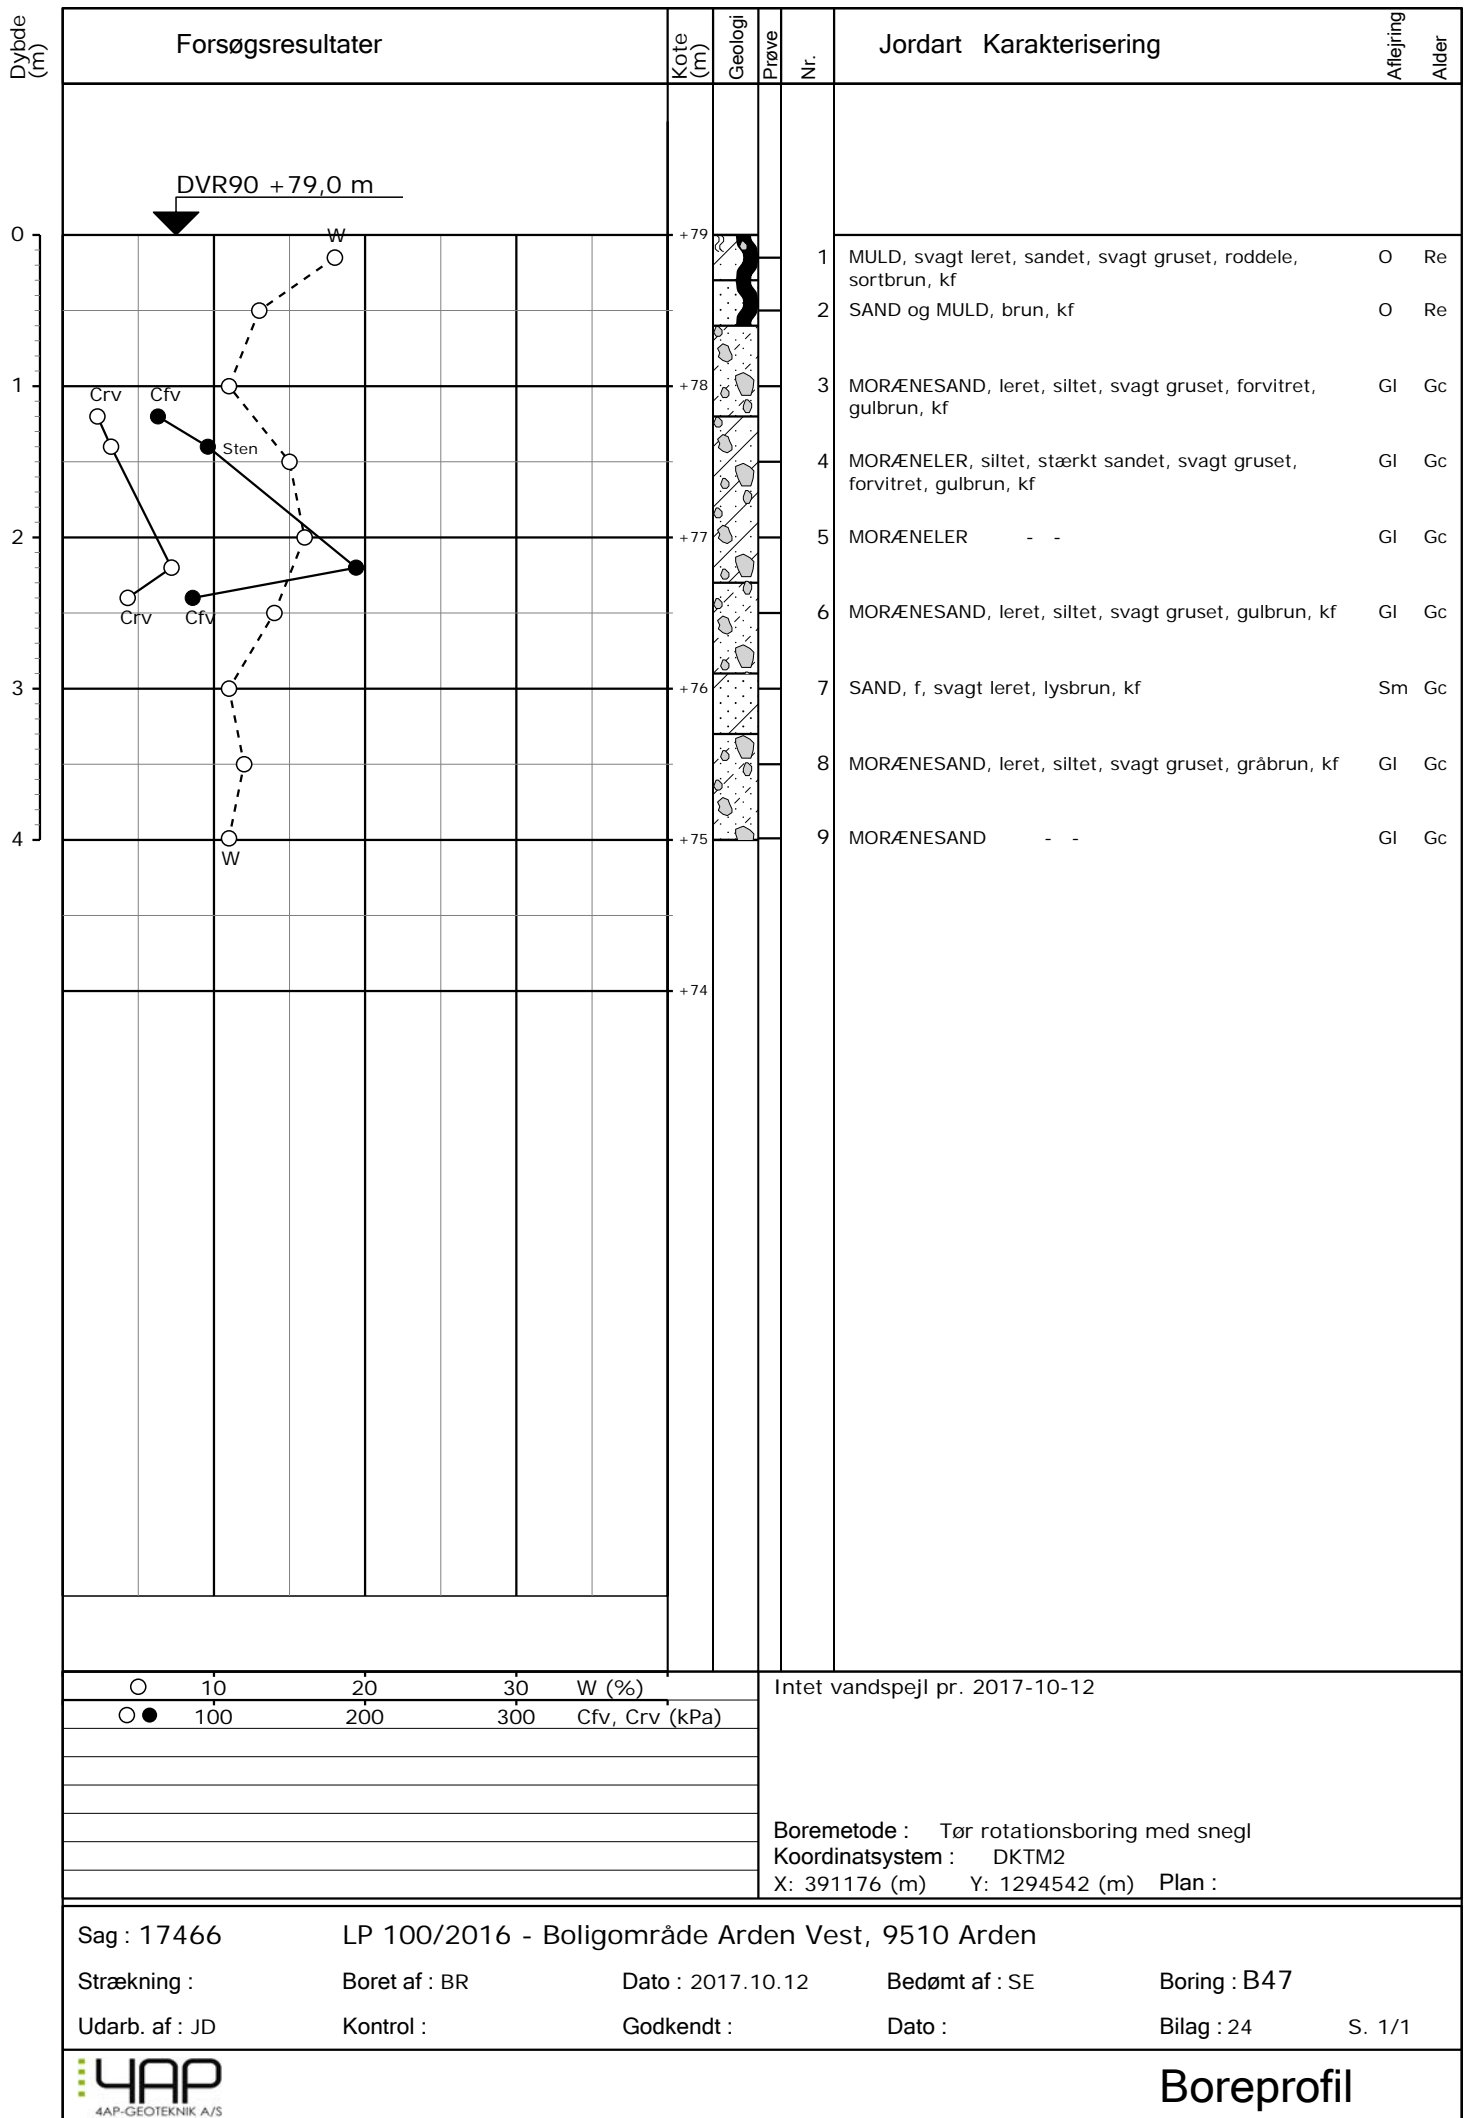 Dybde (m)
Forsøgsresultater
Kote (m)
Geologi
Prøve
Nr.
Jordart Karakterisering
Aflejring
Alder
DVR90 +79,0 m
0
W
+79
1 MULD, svagt leret, sandet, svagt gruset, roddele, O Re
sortbrun, kf
2 SAND og MULD, brun, kf O Re
1
Crv
Cfv
+78
3 MORÆNESAND, leret, siltet, svagt gruset, forvitret, Gl Gc
gulbrun, kf
Sten
4 MORÆNELER, siltet, stærkt sandet, svagt gruset, Gl Gc
forvitret, gulbrun, kf
2
+77
5 MORÆNELER - - Gl Gc
Crv
Cfv
6 MORÆNESAND, leret, siltet, svagt gruset, gulbrun, kf Gl Gc
3
+76
7 SAND, f, svagt leret, lysbrun, kf Sm Gc
8 MORÆNESAND, leret, siltet, svagt gruset, gråbrun, kf Gl Gc
4
+75
9 MORÆNESAND - - Gl Gc
W
+74
10 20 30 W (%)
100 200 300 Cfv, Crv (kPa)
Intet vandspejl pr. 2017-10-12
Boremetode : Tør rotationsboring med snegl
Koordinatsystem : DKTM2
X: 391176 (m) Y: 1294542 (m) Plan :
Sag : 17466 LP 100/2016 - Boligområde Arden Vest, 9510 Arden
Strækning : Boret af : BR Dato : 2017.10.12 Bedømt af : SE Boring : B47
Udarb. af : JD Kontrol : Godkendt : Dato : Bilag : 24 S. 1/1
4AP
4AP-GEOTEKNIK A/S
Boreprofil